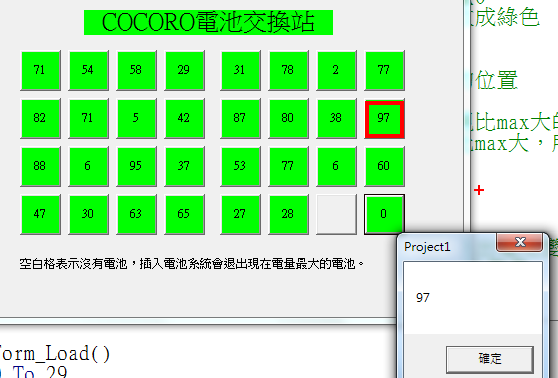 COCORO電池交換站
成綠色
71 54 58 29 31 78 2 77
位置
82 71 5 42 87 80 38 97
比max大的
max大，
88 6 95 37 53 77 6 60
47 30 63 65 27 28 0
Project1
空白格表示沒有電池，插入電池系統會退出現在電量最大的電池。
97
確定
Form_Load()
To 29